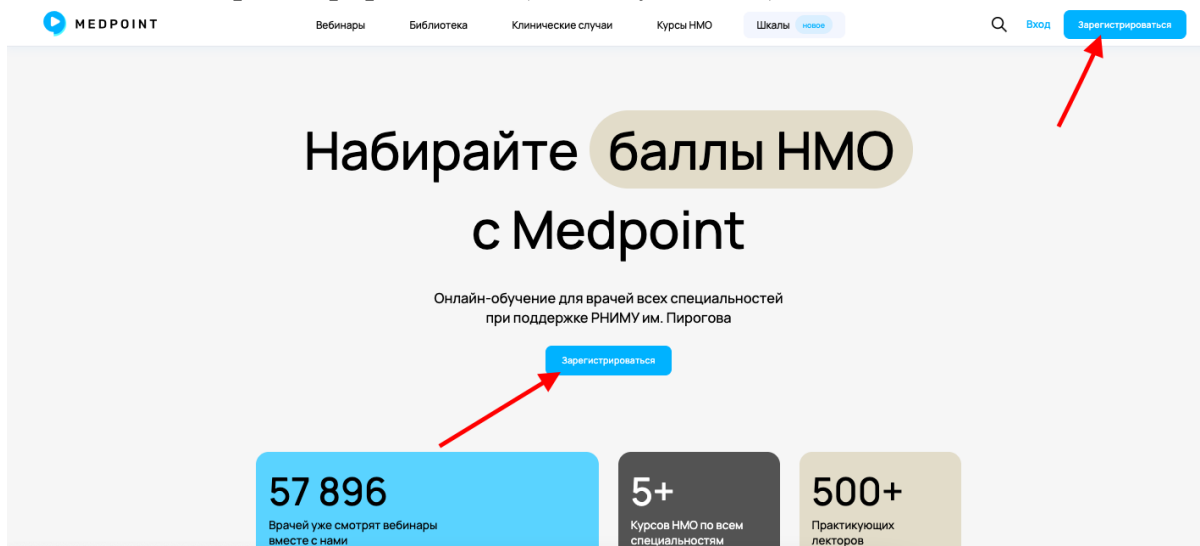 MEDPOINT
Вебинары Библиотека Клинические случаи Курсы НМО Шкалы новое Вход Зарегистрироваться
Набирайте баллы НМО
с Medpoint
Онлайн-обучение для врачей всех специальностей
при поддержке РНИМУ им. Пирогова
Зарегистрироваться
57 896
Врачей уже смотрят вебинары
вместе с нами
5+
Курсов НМО по всем
специальностям
500+
Практикующих
лекторов